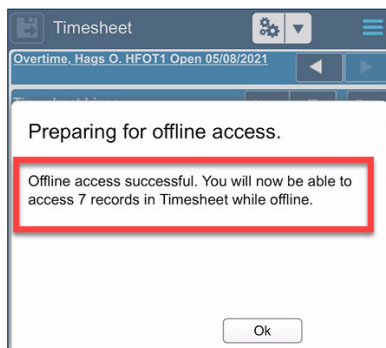 Timesheet
Overtime, Hags O. HFOT1 Open 05/08/2021
Preparing for offline access.
Offline access successful. You will now be able to
access 7 records in Timesheet while offline.
Ok